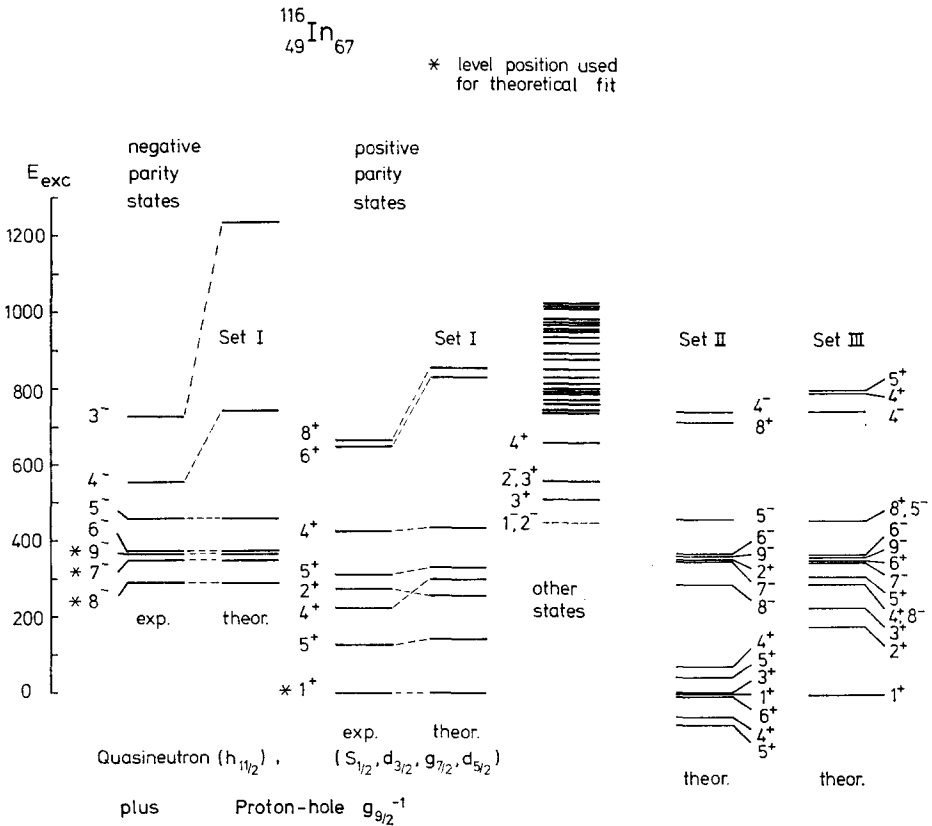 116
49In67
* level position used
for theoretical fit
negative
parity
states
positive
parity
states
Eexc
1200
1000
800
600
400
200
0
Set I
Set I
Set II
Set III
3-
4-
5-
6-
* 9-
* 7-
* 8-
exp.
theor.
8+
6+
4+
5+
2+
4+
5+
* 1+
exp.
theor.
4+
2-,3+
3+
1-,2-
other
states
4-
8+
5-
6-
9-
2+
7-
8-
4+
5+
3+
1+
6+
4+
5+
theor.
5+
4+
4-
8+,5-
6-
9-
6+
7-
5+
4+,8-
3+
2+
1+
theor.
Quasineutron (h11/2) , (S1/2, d3/2, g7/2, d5/2)
plus Proton-hole g9/2-1